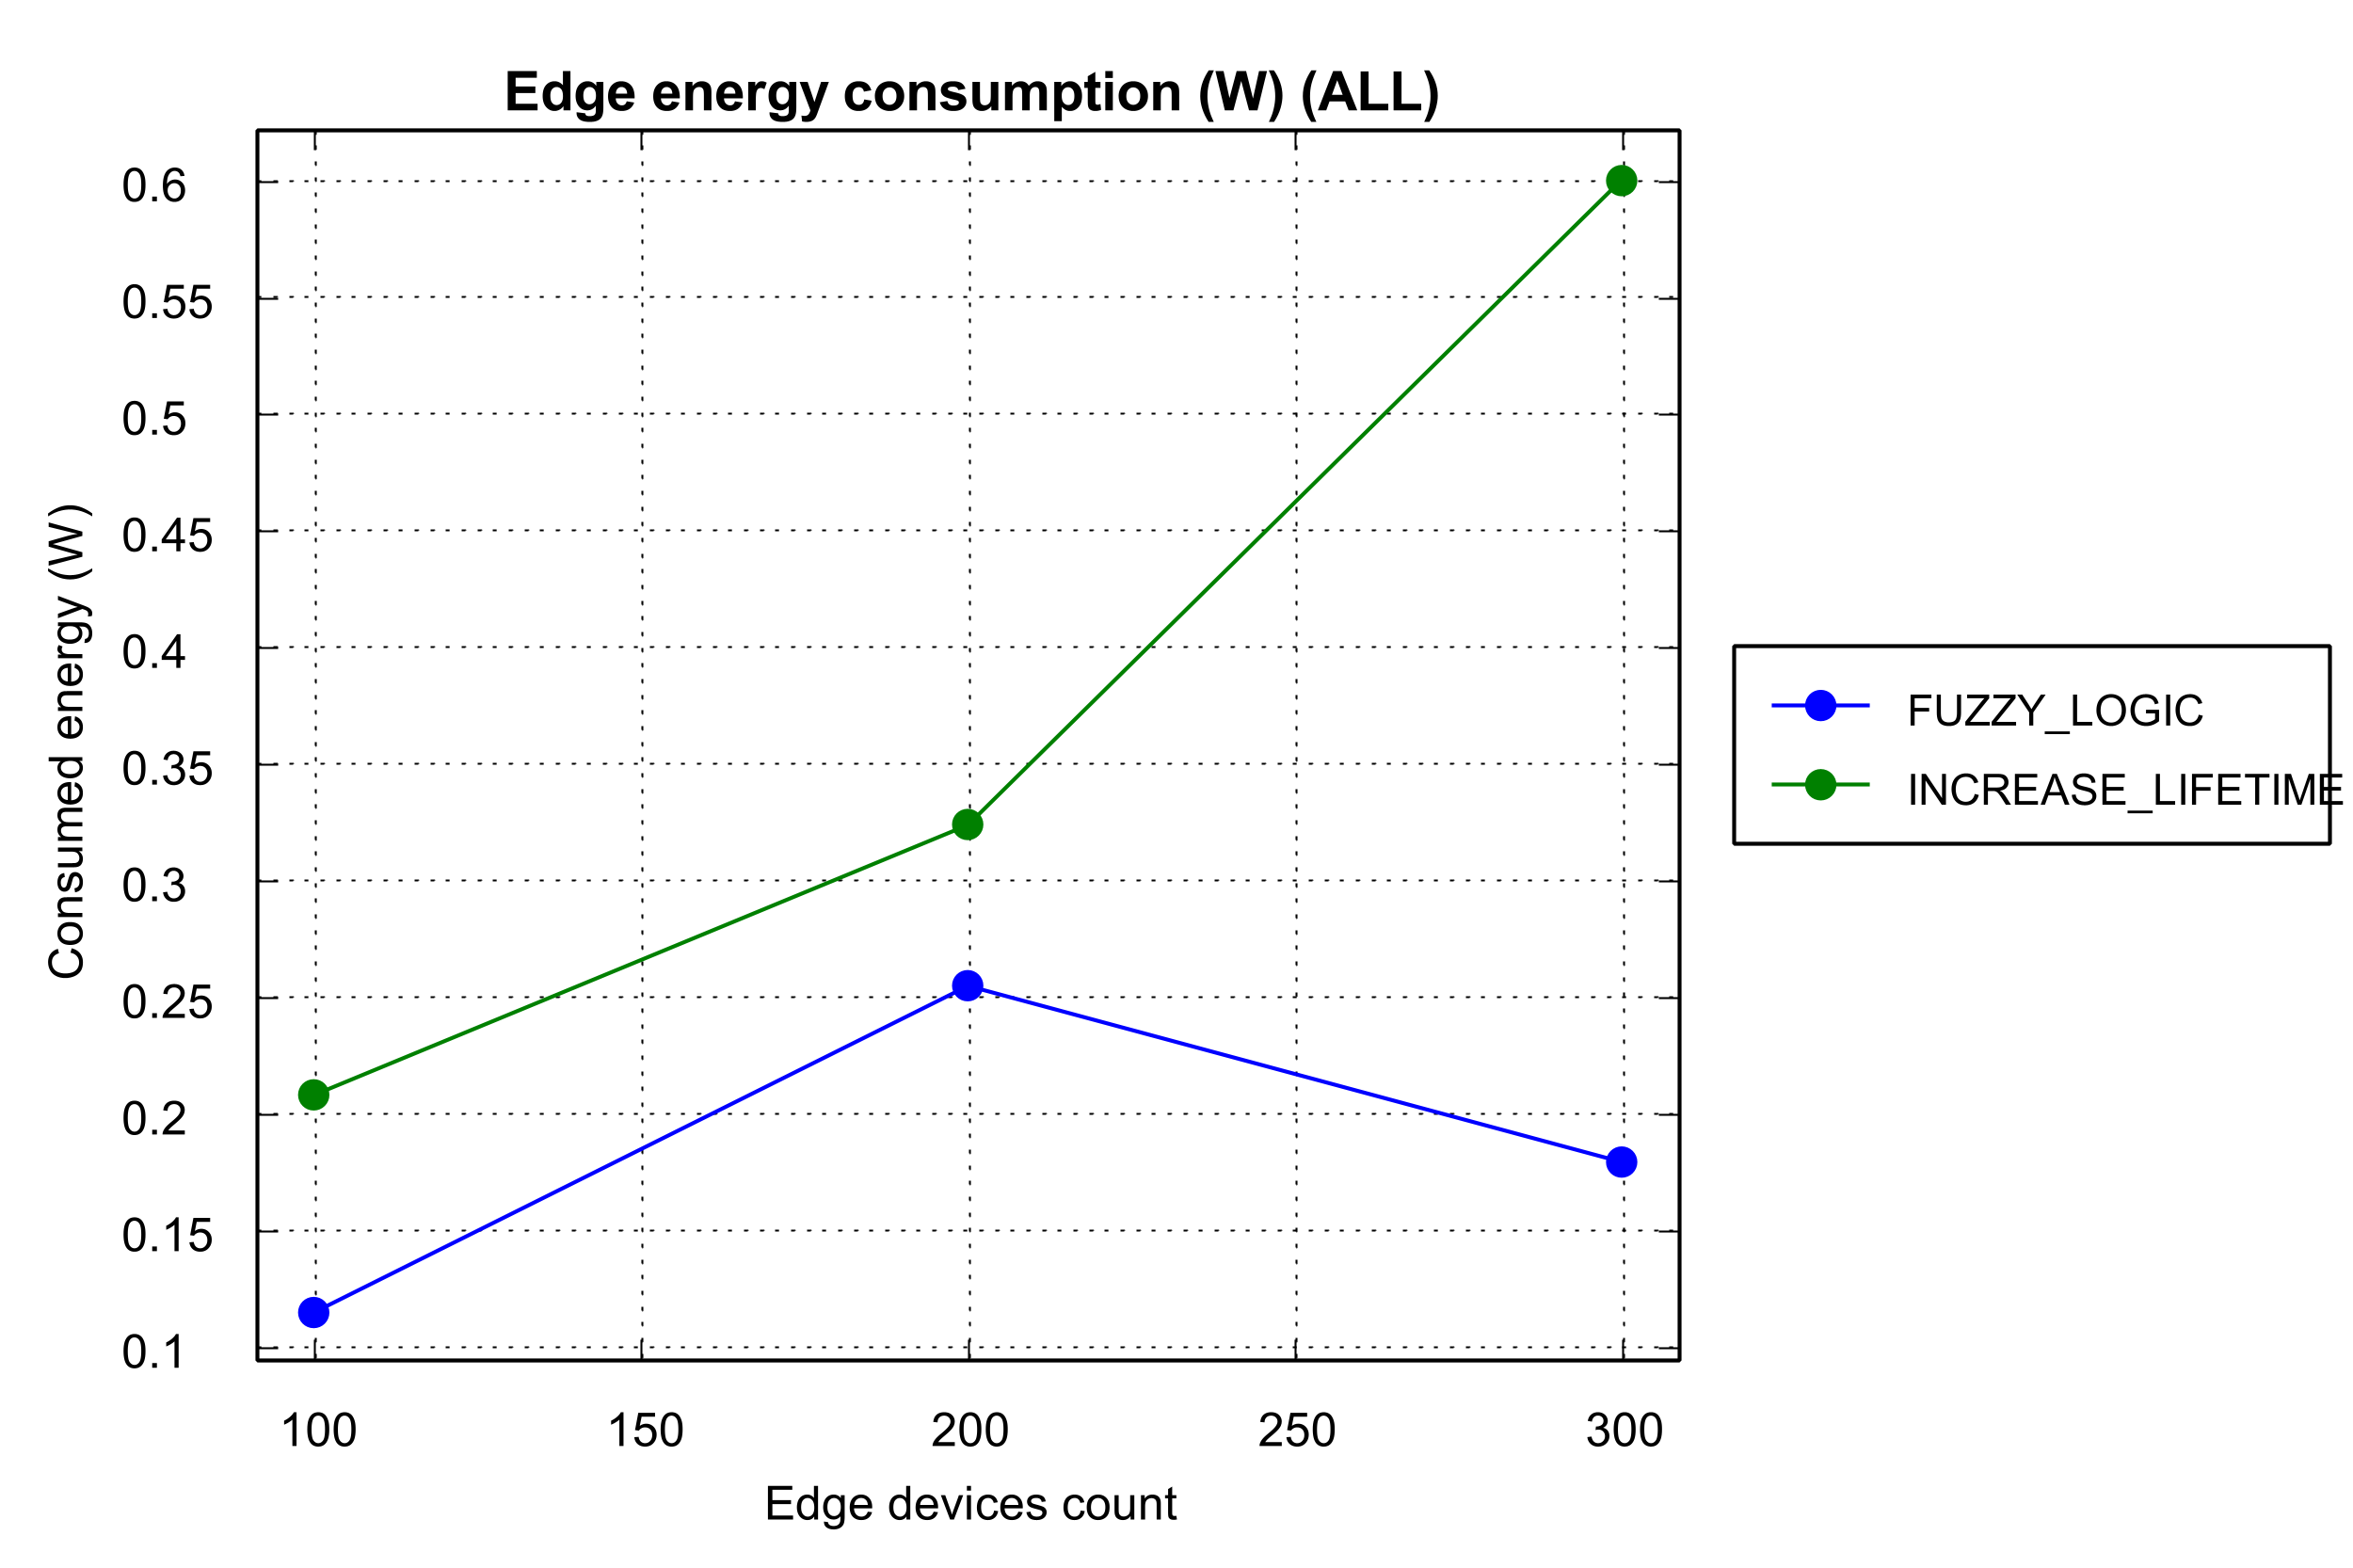 Edge energy consumption (W) (ALL)
0.6
0.55
0.5
0.45
0.4
0.35
0.3
0.25
0.2
0.15
0.1
Consumed energy (W)
100 150 200 250 300
Edge devices count
FUZZY_LOGIC
INCREASE_LIFETIME